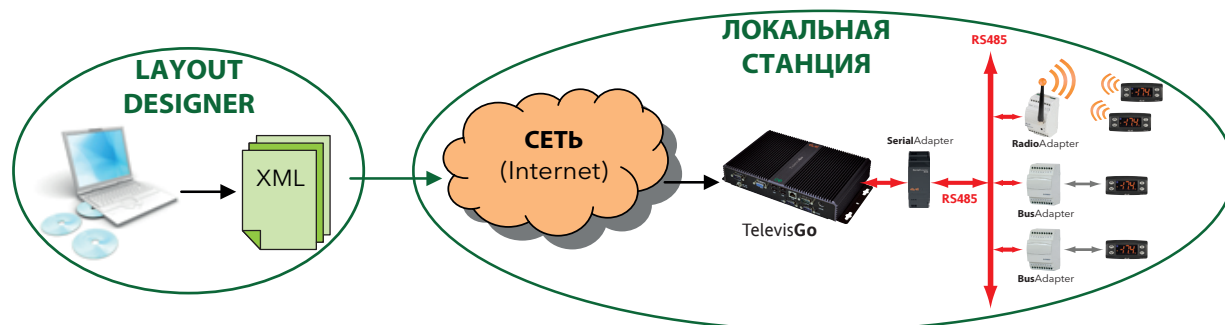 LAYOUT
DESIGNER
XML
ЛОКАЛЬНАЯ
СТАНЦИЯ
СЕТЬ
(Internet)
TelevisGo
SerialAdapter
RS485
RS485
RadioAdapter
BusAdapter
BusAdapter